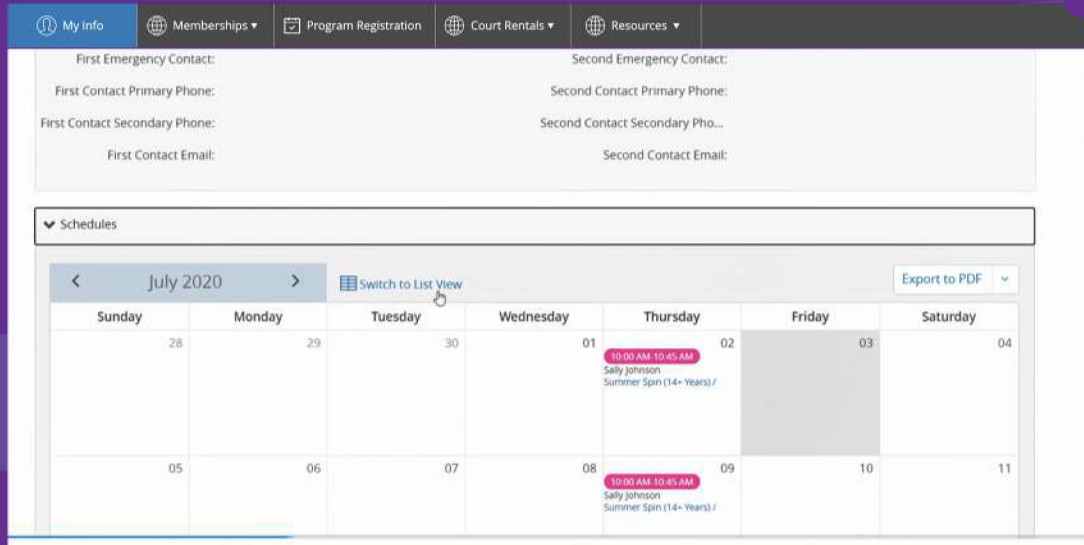 My Info Memberships ▾ Program Registration Court Rentals ▾ Resources ▾
First Emergency Contact: Second Emergency Contact:
First Contact Primary Phone: Second Contact Primary Phone:
First Contact Secondary Phone: Second Contact Secondary Pho...
First Contact Email: Second Contact Email:
Schedules
July 2020 Switch to List View Export to PDF
Sunday Monday Tuesday Wednesday Thursday Friday Saturday
28 29 30 01 02 03 04
10:00 AM-10:45 AM
Sally Johnson
Summer Spin (14+ Years) /
05 06 07 08 09 10 11
10:00 AM-10:45 AM
Sally Johnson
Summer Spin (14+ Years) /